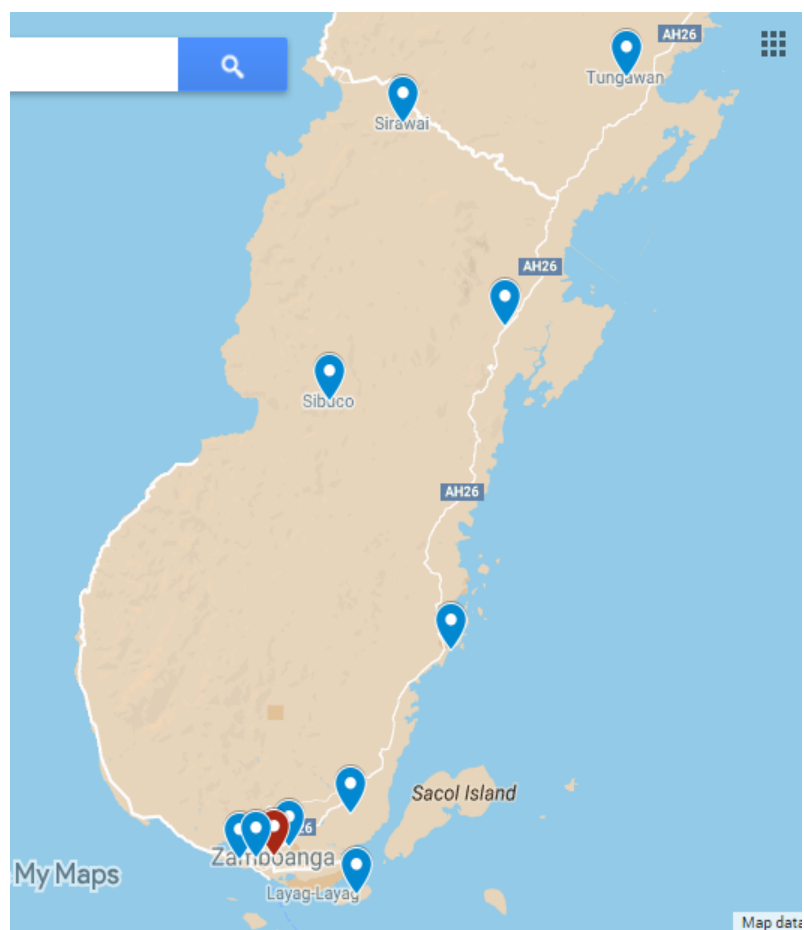 AH26
Tungawan
Sirawai
AH26
Sibuco
AH26
Sacol Island
26
Zamboanga
My Maps
Layag-Layag
Map data